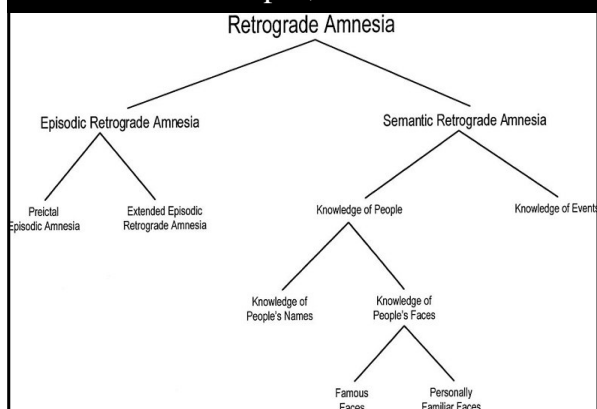 Retrograde Amnesia
Episodic Retrograde Amnesia
Semantic Retrograde Amnesia
Preictal
Episodic Amnesia
Extended Episodic
Retrograde Amnesia
Knowledge of People
Knowledge of Events
Knowledge of
People's Names
Knowledge of
People's Faces
Famous
Faces
Personally
Familiar Faces